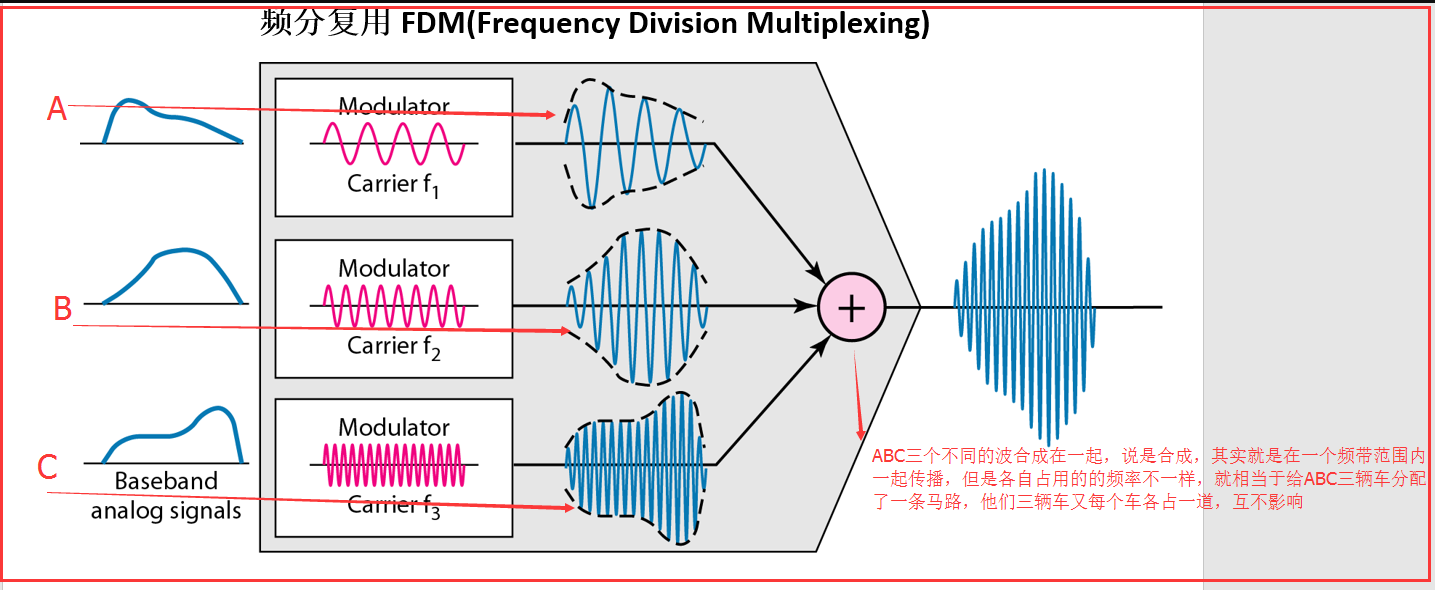 频分复用 FDM(Frequency Division Multiplexing)
A
Modulator
Carrier f1
B
Modulator
Carrier f2
C
Modulator
Carrier f3
Baseband
analog signals
+
ABC三个不同的波合成在一起，说是合成，其实就是在一个频带范围内
一起传播，但是各自占用的的频率不一样，就相当于给ABC三辆车分配
了一条马路，他们三辆车又每个车各占一道，互不影响